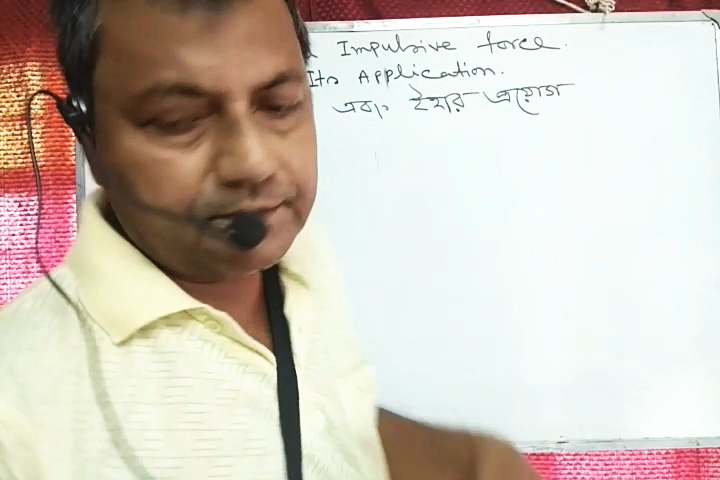 Impulsive force.
Its Application.
এবং ইহার প্রয়োগ